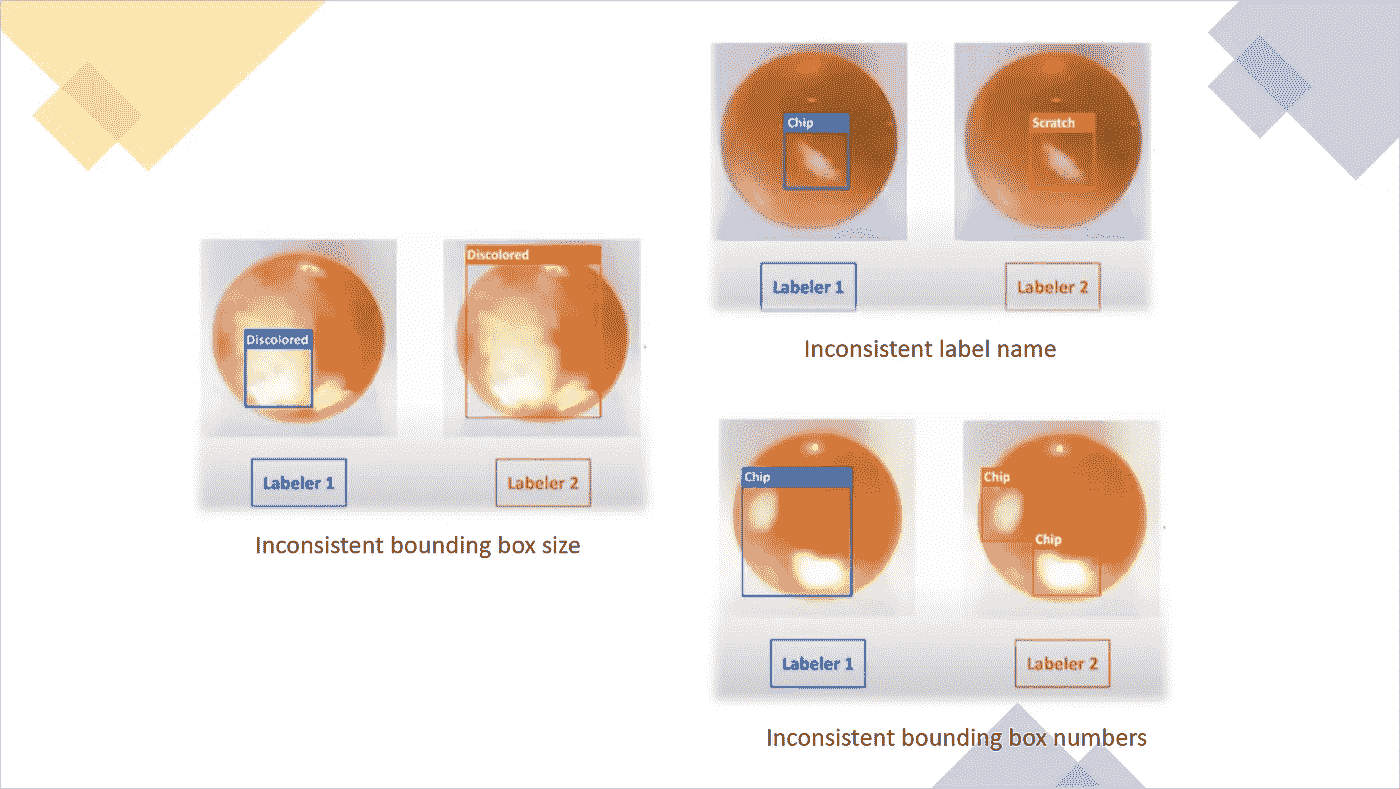 Discolored
Discolored
Labeler 1
Labeler 2
Inconsistent bounding box size
Chip
Scratch
Labeler 1
Labeler 2
Inconsistent label name
Chip
Chip
Chip
Labeler 1
Labeler 2
Inconsistent bounding box numbers